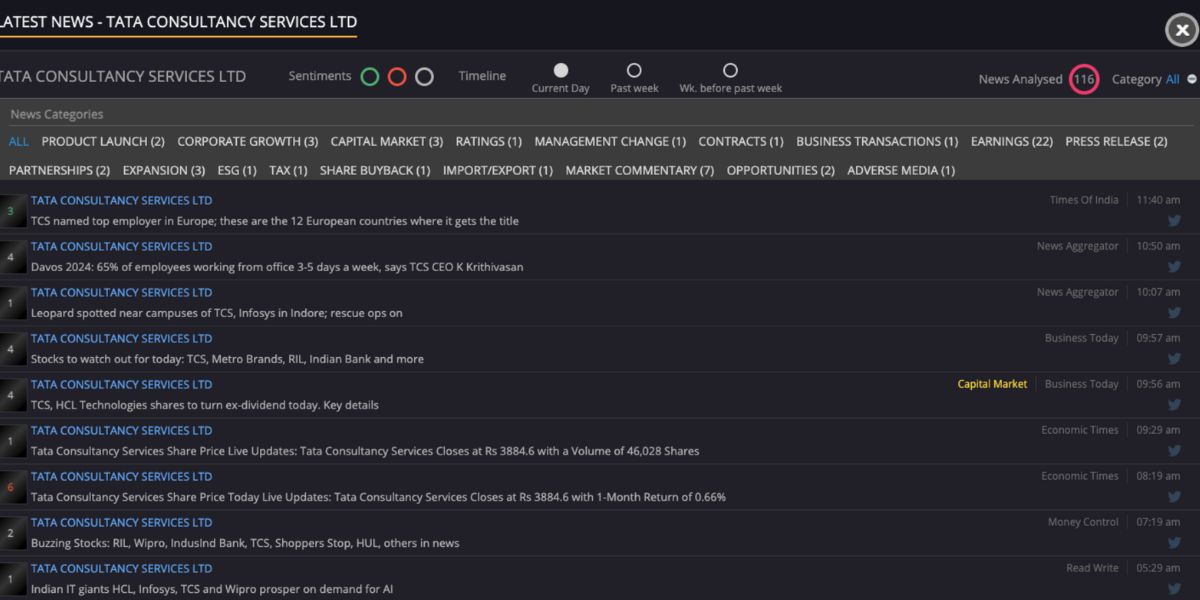 LATEST NEWS - TATA CONSULTANCY SERVICES LTD
TATA CONSULTANCY SERVICES LTD Sentiments Timeline Current Day Past week Wk. before past week News Analysed 116 Category All
News Categories
ALL PRODUCT LAUNCH (2) CORPORATE GROWTH (3) CAPITAL MARKET (3) RATINGS (1) MANAGEMENT CHANGE (1) CONTRACTS (1) BUSINESS TRANSACTIONS (1) EARNINGS (22) PRESS RELEASE (2)
PARTNERSHIPS (2) EXPANSION (3) ESG (1) TAX (1) SHARE BUYBACK (1) IMPORT/EXPORT (1) MARKET COMMENTARY (7) OPPORTUNITIES (2) ADVERSE MEDIA (1)
3 TATA CONSULTANCY SERVICES LTD Times Of India 11:40 am
TCS named top employer in Europe; these are the 12 European countries where it gets the title
4 TATA CONSULTANCY SERVICES LTD News Aggregator 10:50 am
Davos 2024: 65% of employees working from office 3-5 days a week, says TCS CEO K Krithivasan
1 TATA CONSULTANCY SERVICES LTD News Aggregator 10:07 am
Leopard spotted near campuses of TCS, Infosys in Indore; rescue ops on
4 TATA CONSULTANCY SERVICES LTD Business Today 09:57 am
Stocks to watch out for today: TCS, Metro Brands, RIL, Indian Bank and more
4 TATA CONSULTANCY SERVICES LTD Capital Market Business Today 09:56 am
TCS, HCL Technologies shares to turn ex-dividend today. Key details
1 TATA CONSULTANCY SERVICES LTD Economic Times 09:29 am
Tata Consultancy Services Share Price Live Updates: Tata Consultancy Services Closes at Rs 3884.6 with a Volume of 46,028 Shares
6 TATA CONSULTANCY SERVICES LTD Economic Times 08:19 am
Tata Consultancy Services Share Price Today Live Updates: Tata Consultancy Services Closes at Rs 3884.6 with 1-Month Return of 0.66%
2 TATA CONSULTANCY SERVICES LTD Money Control 07:19 am
Buzzing Stocks: RIL, Wipro, IndusInd Bank, TCS, Shoppers Stop, HUL, others in news
1 TATA CONSULTANCY SERVICES LTD Read Write 05:29 am
Indian IT giants HCL, Infosys, TCS and Wipro prosper on demand for AI